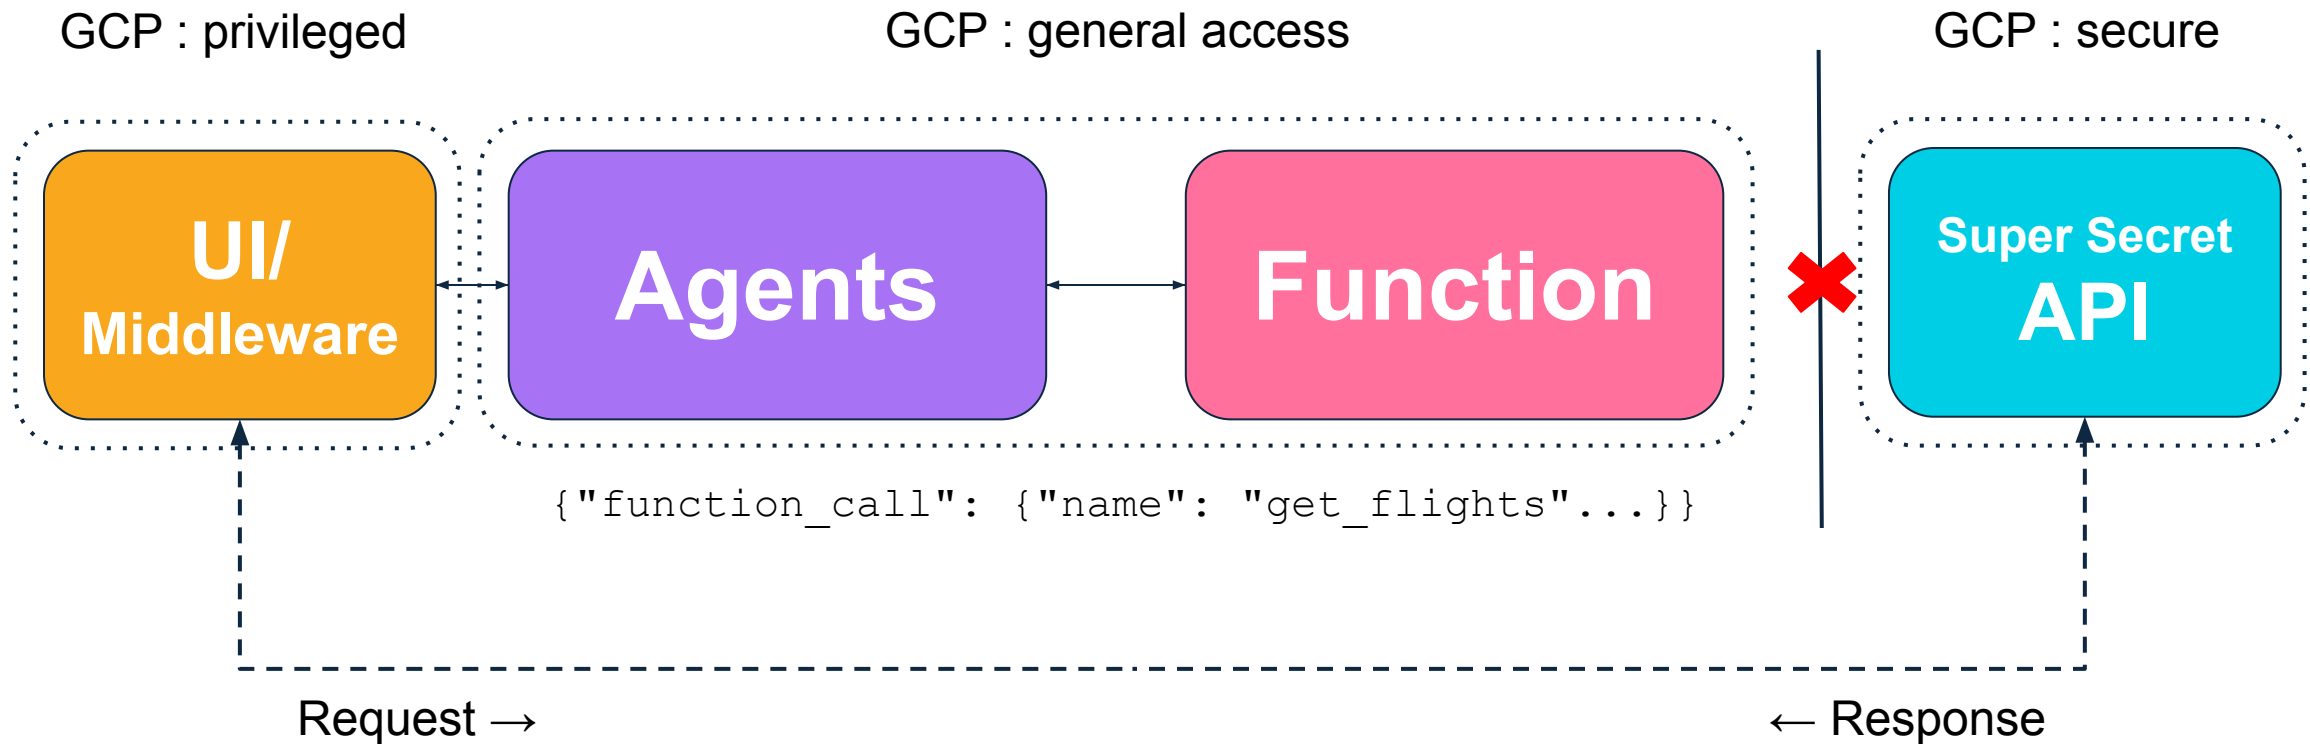 GCP : privileged
GCP : general access
GCP : secure
UI/
Middleware
Agents
Function
Super Secret
API
{"function_call": {"name": "get_flights"...}}
Request →
← Response